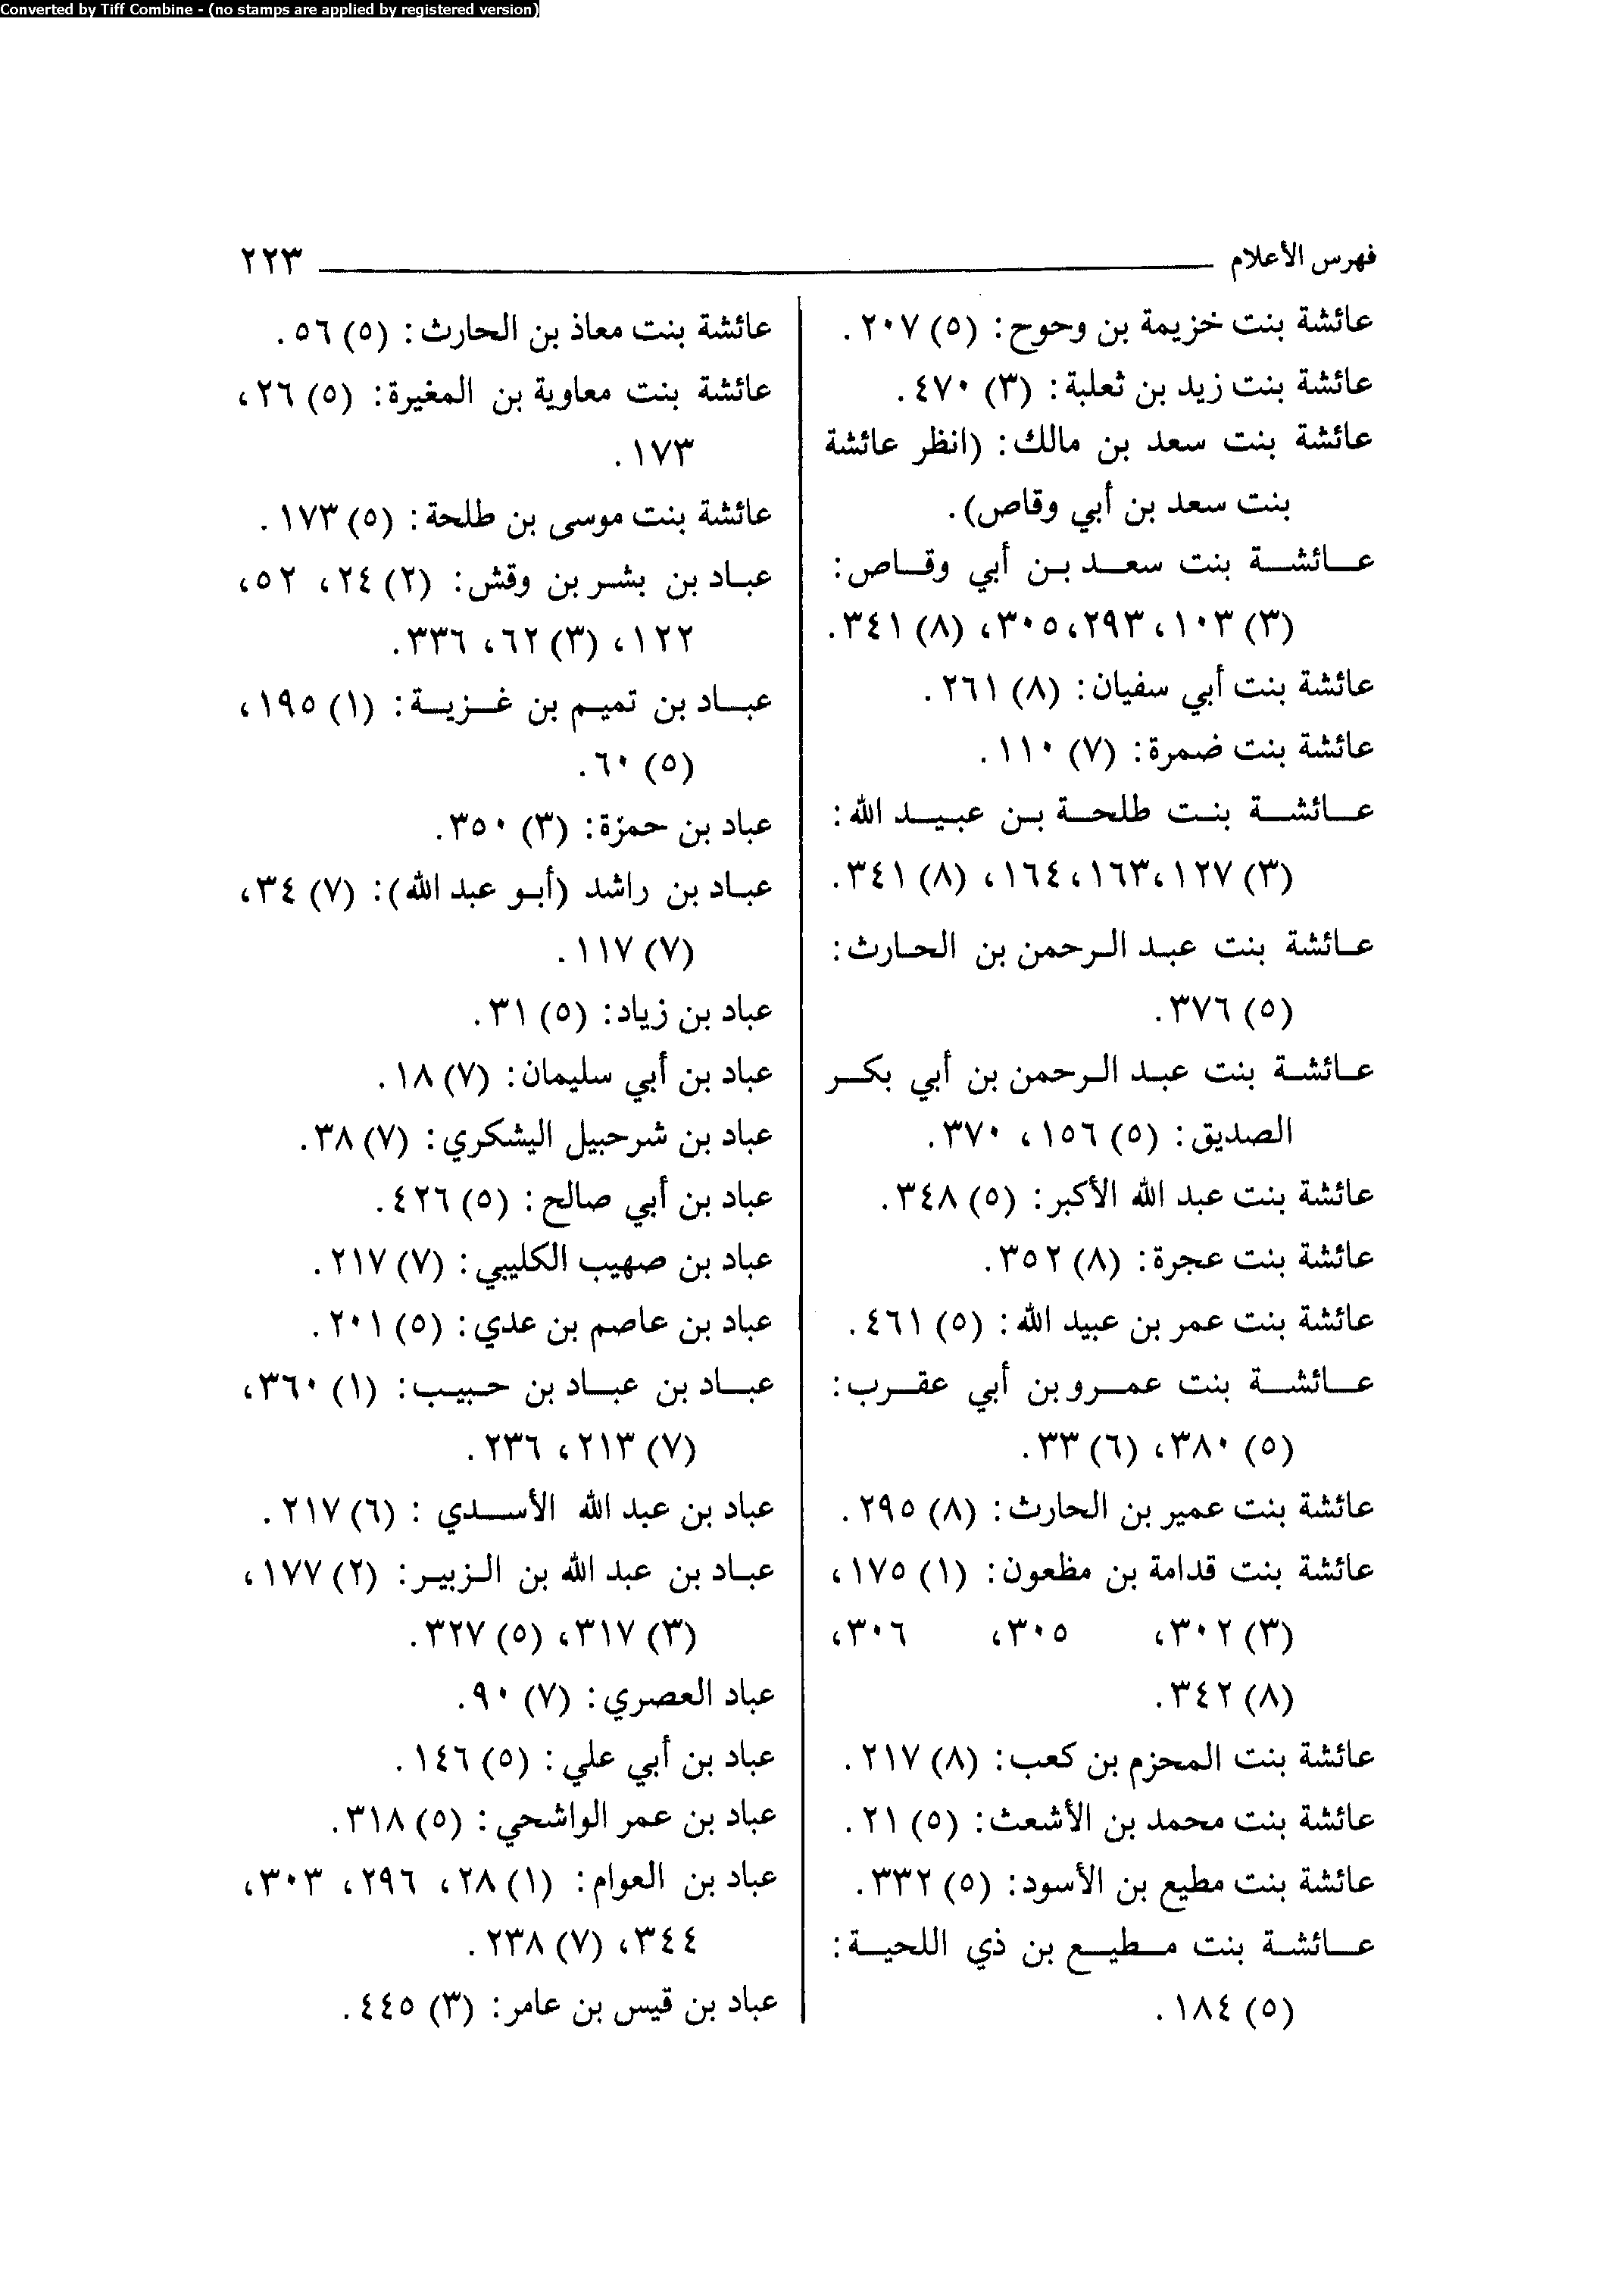 Converted by Tiff Combine - (no stamps are applied by registered version)
فهرس الأعلام ٢٢٣
عائشة بنت خزيمة بن وحوح: (٥) ٢٠٧.
عائشة بنت زيد بن ثعلبة: (٣) ٤٧٠.
عائشة بنت سعد بن مالك: (انظر عائشة
بنت سعد بن أبي وقاص).
عائشة بنت سعد بن أبي وقاص:
(٣) ١٠٣، ٢٩٣، ٣٠٥، (٨) ٣٤١.
عائشة بنت أبي سفيان: (٨) ٢٦١.
عائشة بنت ضمرة: (٧) ١١٠.
عائشة بنت طلحة بن عبيد الله:
(٣) ١٢٧، ١٦٣، ١٦٤، (٨) ٣٤١.
عائشة بنت عبد الرحمن بن الحارث:
(٥) ٣٧٦.
عائشة بنت عبد الرحمن بن أبي بكر
الصديق: (٥) ١٥٦، ٣٧٠.
عائشة بنت عبد الله الأكبر: (٥) ٣٤٨.
عائشة بنت عجرة: (٨) ٣٥٢.
عائشة بنت عمر بن عبيد الله: (٥) ٤٦١.
عائشة بنت عمرو بن أبي عقرب:
(٥) ٣٨٠، (٦) ٣٣.
عائشة بنت عمير بن الحارث: (٨) ٢٩٥.
عائشة بنت قدامة بن مظعون: (١) ١٧٥،
(٣) ٣٠٢، ٣٠٥، ٣٠٦،
(٨) ٣٤٢.
عائشة بنت المحزم بن كعب: (٨) ٢١٧.
عائشة بنت محمد بن الأشعث: (٥) ٢١.
عائشة بنت مطيع بن الأسود: (٥) ٣٣٢.
عائشة بنت مطيع بن ذي اللحية:
(٥) ١٨٤.
عائشة بنت معاذ بن الحارث: (٥) ٥٦.
عائشة بنت معاوية بن المغيرة: (٥) ٢٦،
١٧٣.
عائشة بنت موسى بن طلحة: (٥) ١٧٣.
عباد بن بشر بن وقش: (٢) ٢٤، ٥٢،
١٢٢، (٣) ٦٢، ٣٣٦.
عباد بن تميم بن غزية: (١) ١٩٥،
(٥) ٦٠.
عباد بن حمزة: (٣) ٣٥٠.
عباد بن راشد (أبو عبد الله): (٧) ٣٤،
(٧) ١١٧.
عباد بن زياد: (٥) ٣١.
عباد بن أبي سليمان: (٧) ١٨.
عباد بن شرحبيل اليشكري: (٧) ٣٨.
عباد بن أبي صالح: (٥) ٤٢٦.
عباد بن صهيب الكليبي: (٧) ٢١٧.
عباد بن عاصم بن عدي: (٥) ٢٠١.
عباد بن عباد بن حبيب: (١) ٣٦٠،
(٧) ٢١٣، ٢٣٦.
عباد بن عبد الله الأسدي : (٦) ٢١٧.
عباد بن عبد الله بن الزبير: (٢) ١٧٧،
(٣) ٣١٧، (٥) ٣٢٧.
عباد العصري: (٧) ٩٠.
عباد بن أبي علي: (٥) ١٤٦.
عباد بن عمر الواشحي: (٥) ٣١٨.
عباد بن العوام: (١) ٢٨، ٢٩٦، ٣٠٣،
٣٤٤، (٧) ٢٣٨.
عباد بن قيس بن عامر: (٣) ٤٤٥.